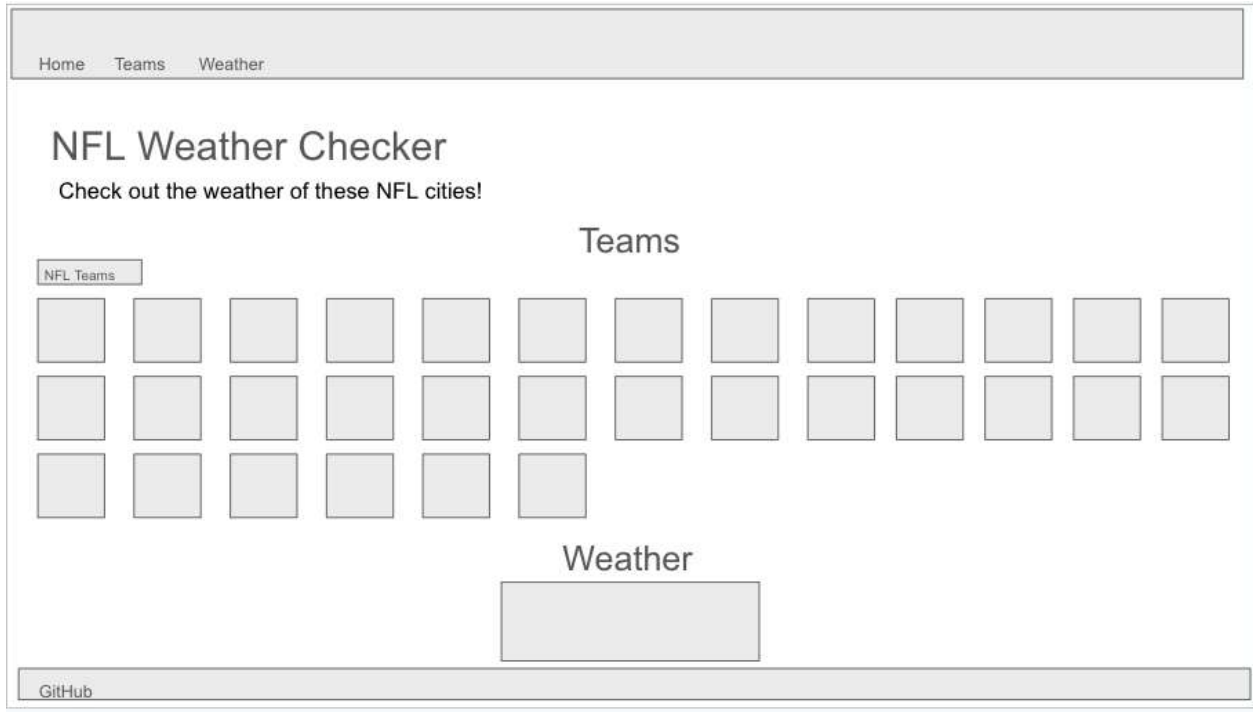 Home Teams Weather
NFL Weather Checker
Check out the weather of these NFL cities!
Teams
NFL Teams
Weather
GitHub